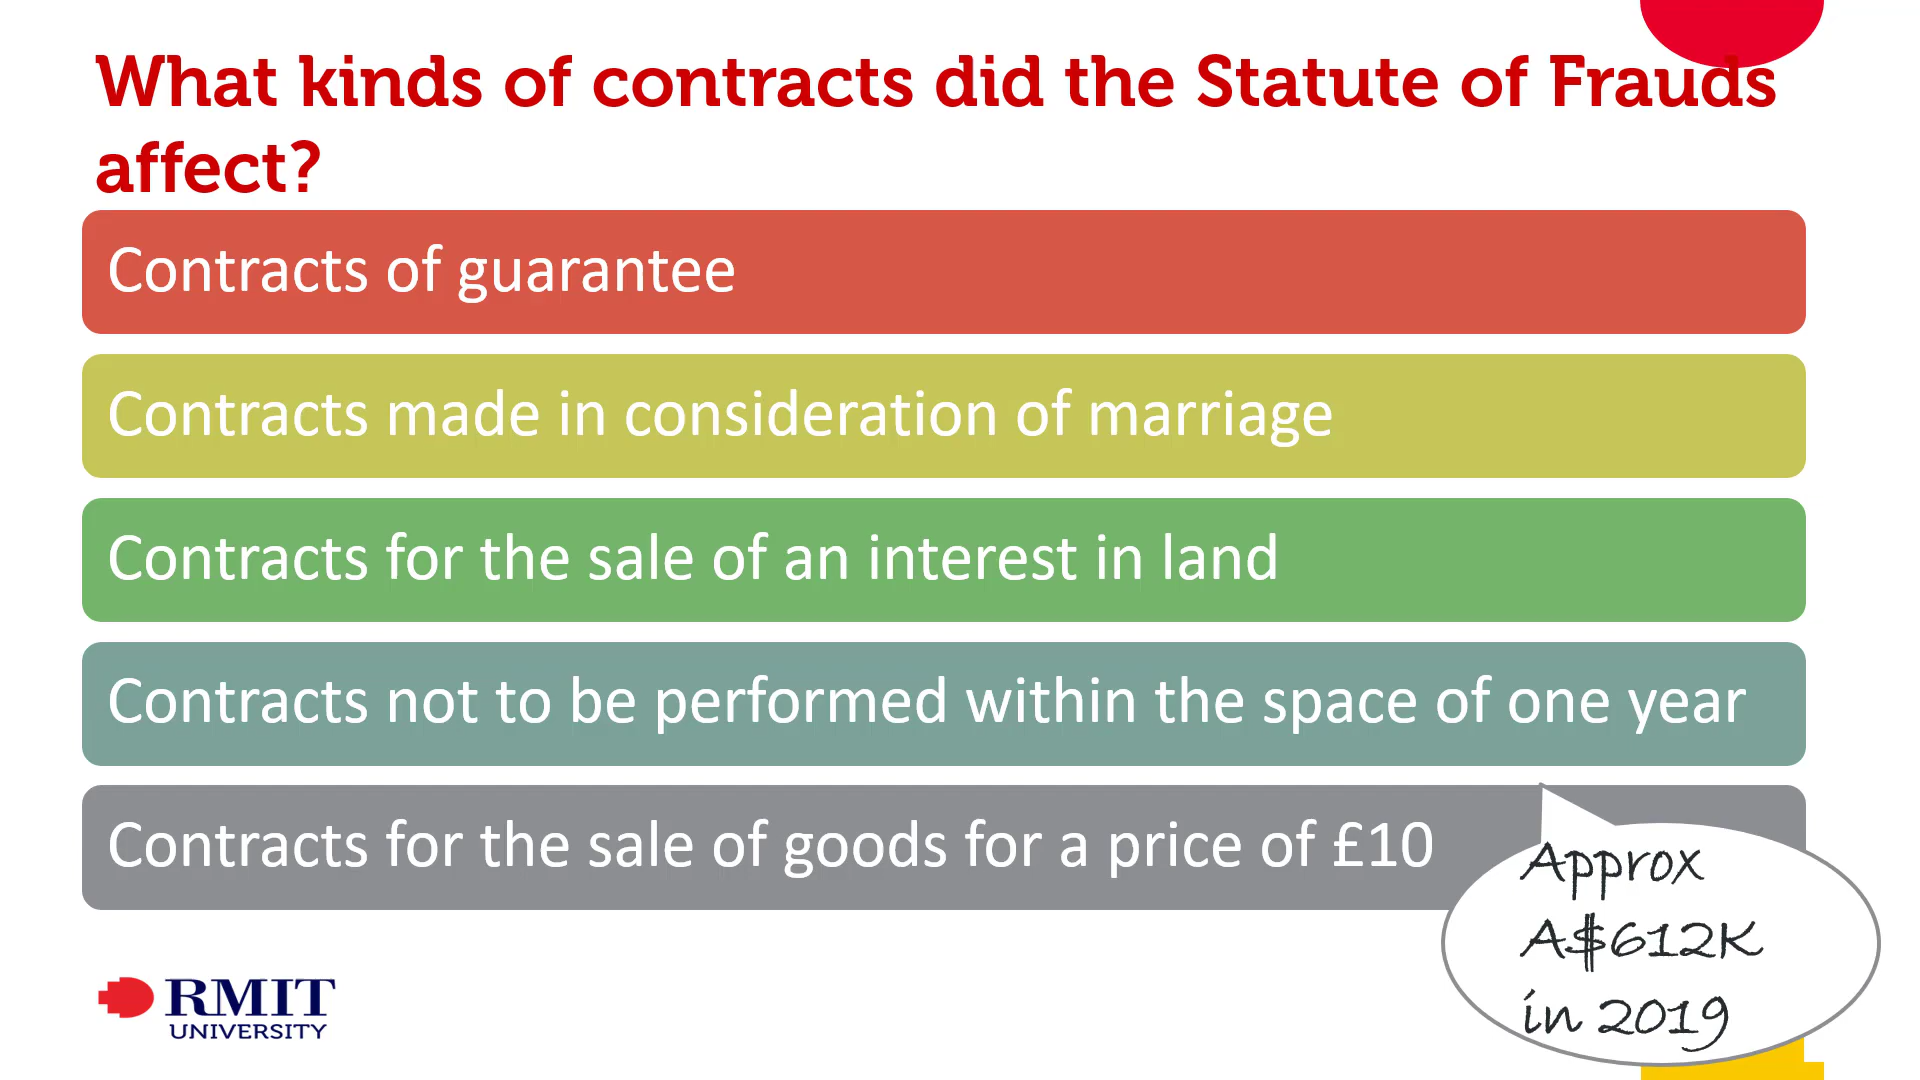 What kinds of contracts did the Statute of Frauds
affect?
Contracts of guarantee
Contracts made in consideration of marriage
Contracts for the sale of an interest in land
Contracts not to be performed within the space of one year
Contracts for the sale of goods for a price of £10
Approx
A$612K
in 2019
RMIT
UNIVERSITY